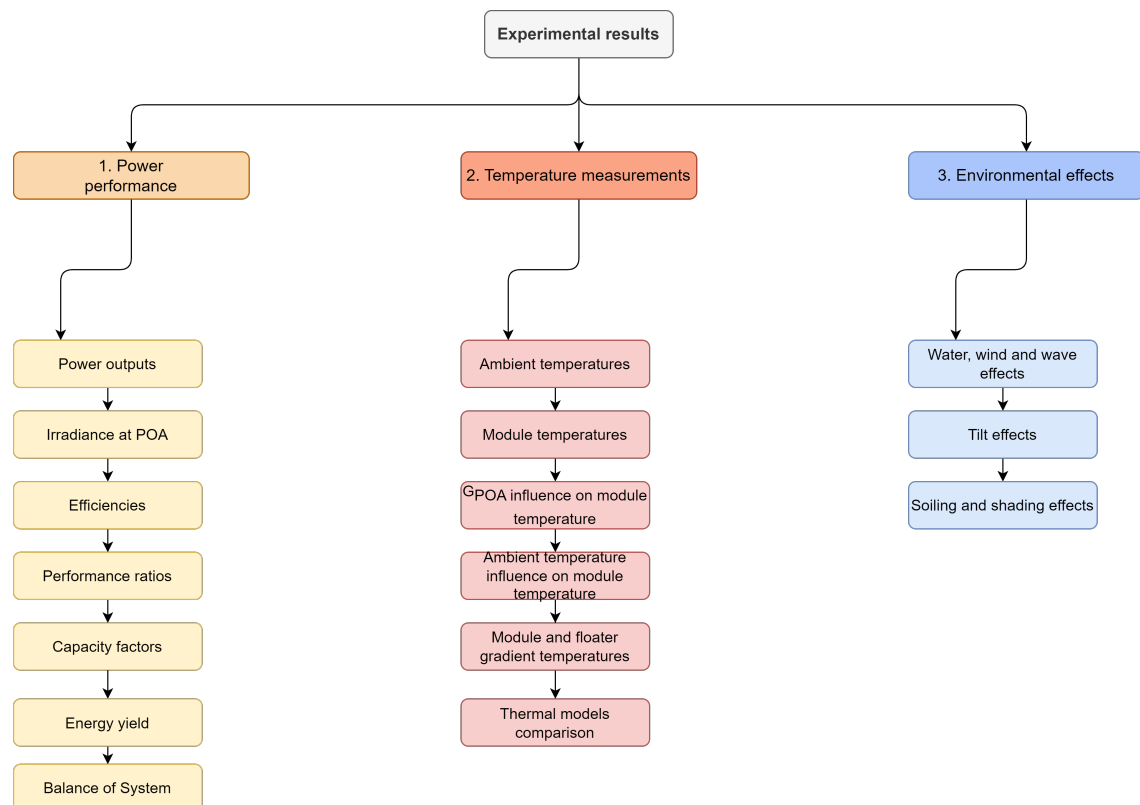 Experimental results
1. Power
performance
2. Temperature measurements
3. Environmental effects
Power outputs
Irradiance at POA
Efficiencies
Performance ratios
Capacity factors
Energy yield
Balance of System
Ambient temperatures
Module temperatures
GPOA influence on module
temperature
Ambient temperature
influence on module
temperature
Module and floater
gradient temperatures
Thermal models
comparison
Water, wind and wave
effects
Tilt effects
Soiling and shading effects